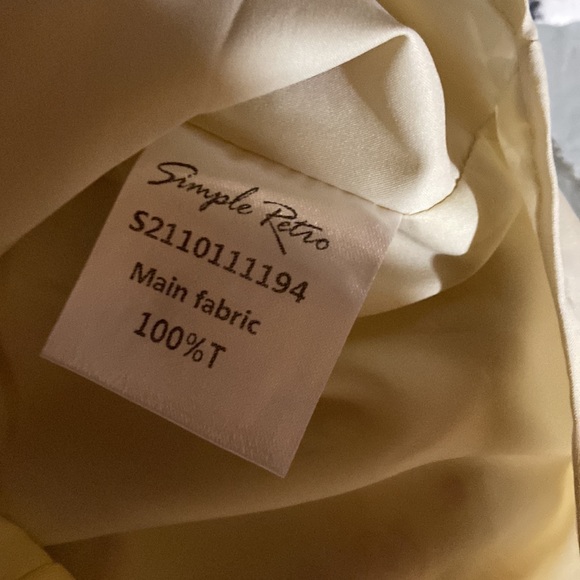 Simple Retro
S2110111194
Main fabric
100%T